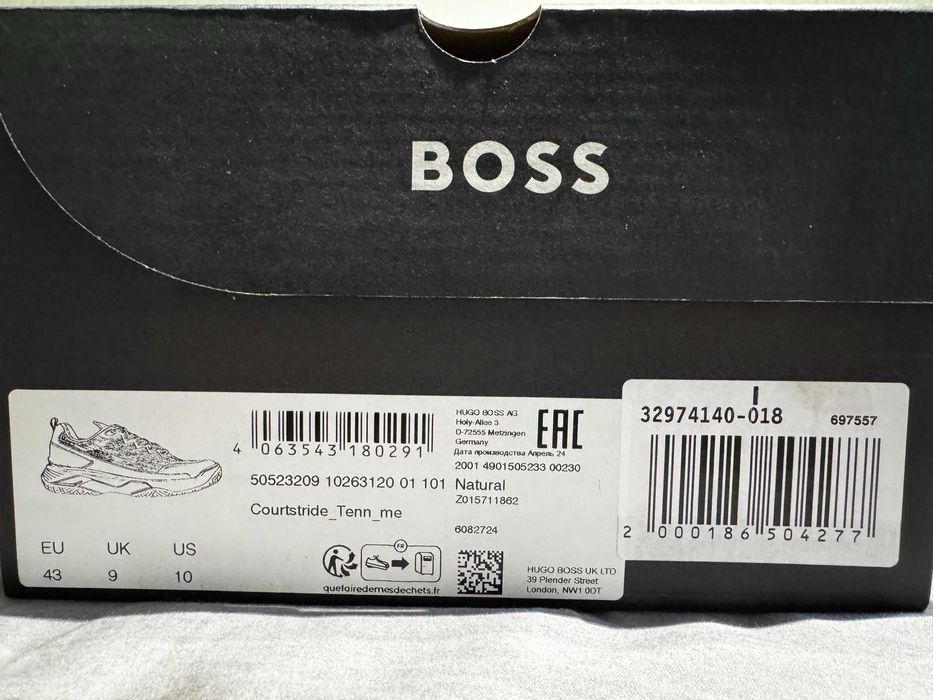 BOSS
4 063543 180291
50523209 10263120 01 101
Courtstride_Tenn_me
EU UK US
43 9 10
FR
quefairedemesdechets.fr
HUGO BOSS AG
Holy-Allee 3
D-72555 Metzingen
Germany
EAC
Дата производства Апрель 24
2001 4901505233 00230
Natural
Z015711862
6082724
HUGO BOSS UK LTD
39 Plender Street
London, NW1 0DT
32974140-018
697557
2 000186 504277